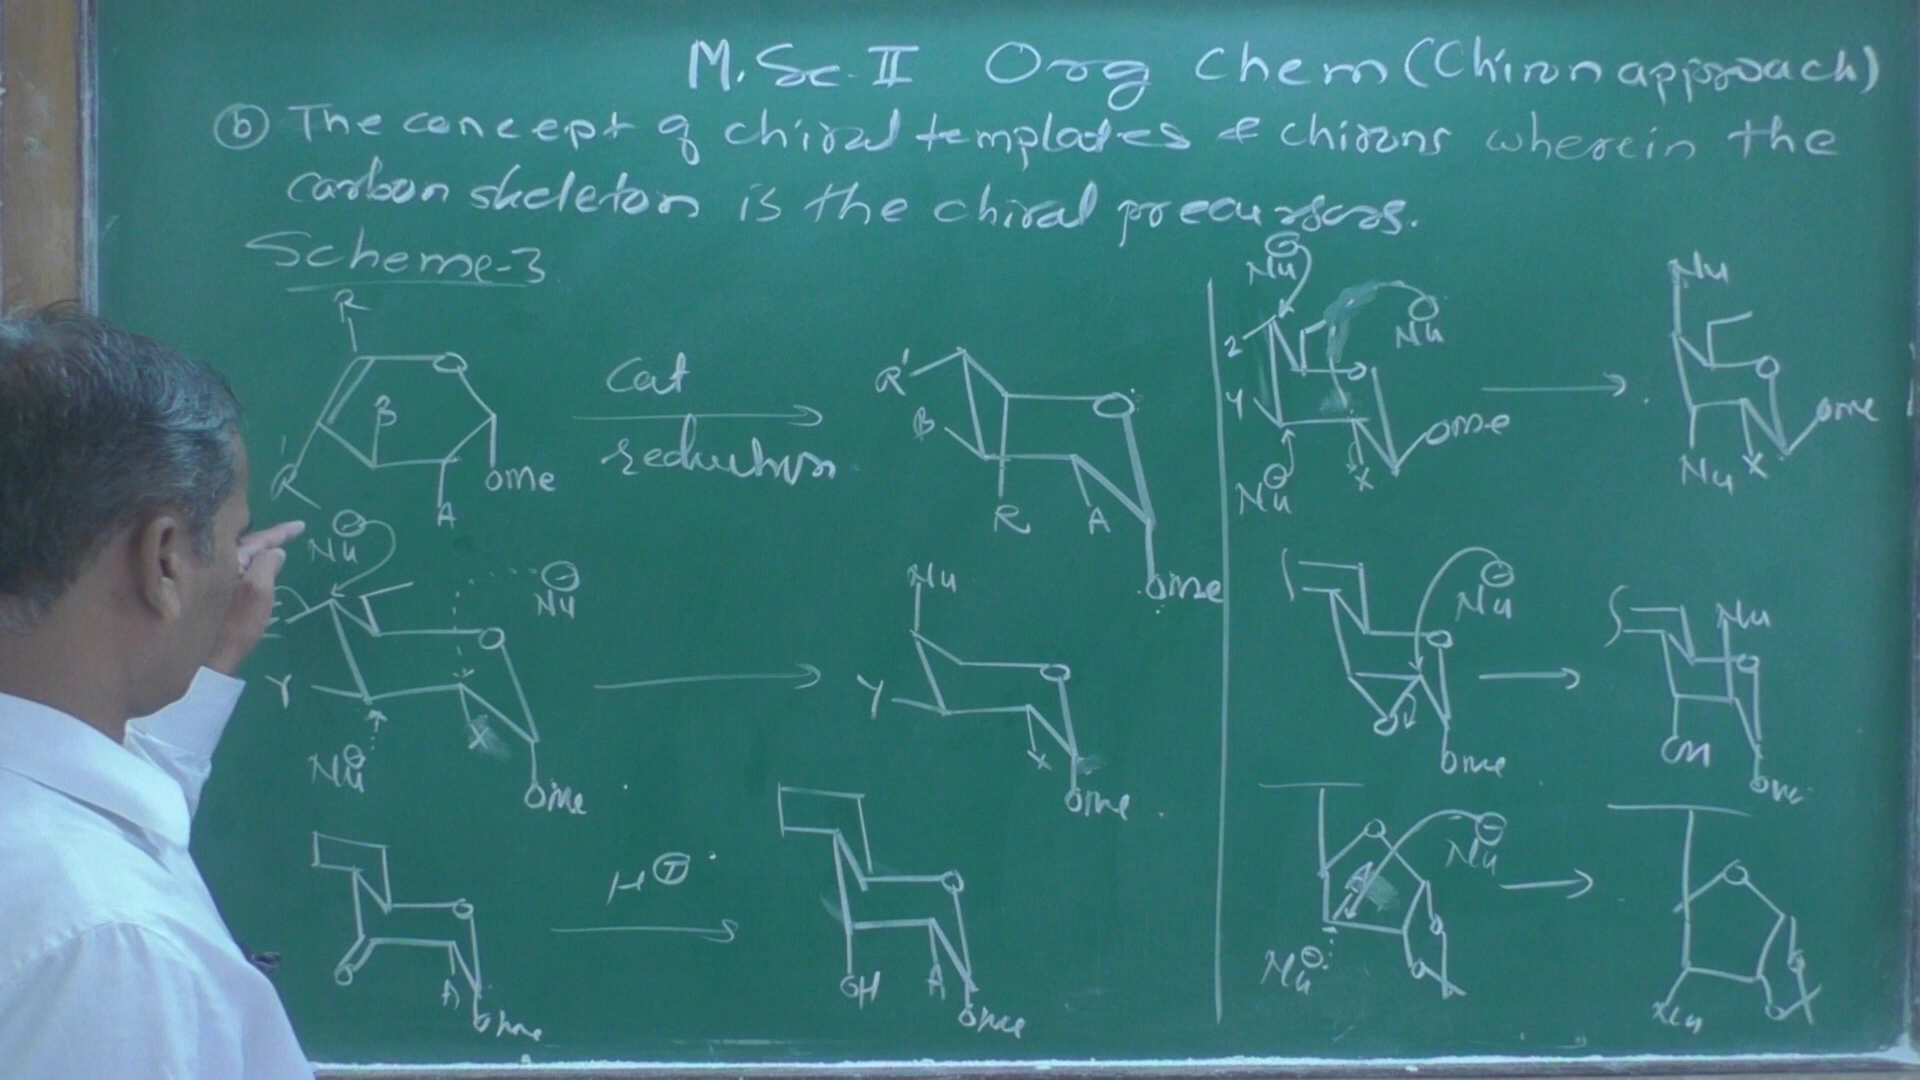 M.Sc-II Org Chem (Chiron approach)
(b) The concept of chiral templates & chirons wherein the
carbon skeleton is the chiral precursors.
Scheme-3
R
B
R'
A
OMe
Cat
reduction
R'
B
O
R
A
OMe
Nu
Z
Y
Nu
O
Nu
X
OMe
Nu
O
OMe
Nu
X
Nu
O
Nu
Y
Nu
X
OMe
Nu
O
Y
X
OMe
O
Nu
O
OMe
Nu
O
OH
OMe
O
O
A
OMe
H⊕
O
OH
A
OMe
O
Nu
Nu
O
O
O
O
O